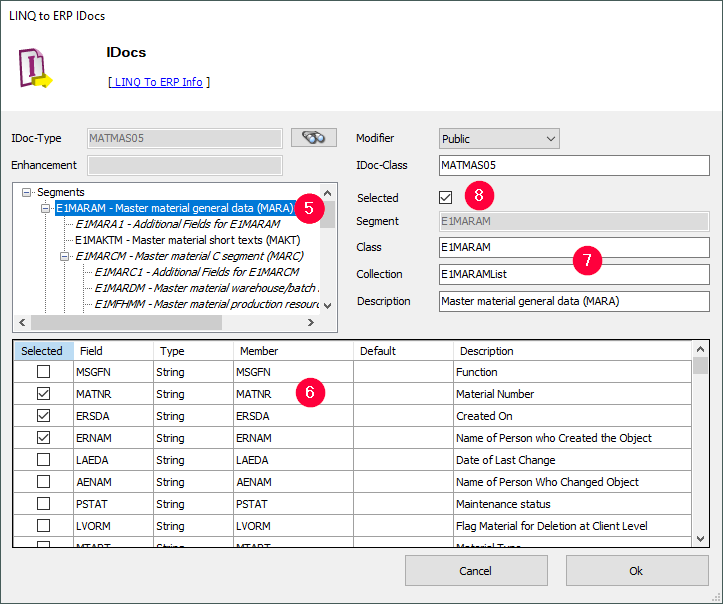 LINQ to ERP IDocs
IDocs
[ LINQ To ERP Info ]
IDoc-Type MATMAS05 Modifier Public
Enhancement IDoc-Class MATMAS05
Segments
E1MARAM - Master material general data (MARA) 5
E1MARA1 - Additional Fields for E1MARAM
E1MAKTM - Master material short texts (MAKT)
E1MARCM - Master material C segment (MARC)
E1MARC1 - Additional Fields for E1MARCM
E1MARDM - Master material warehouse/batch
E1MFHMM - Master material production resourc
Selected 8
Segment E1MARAM
Class E1MARAM
7
Collection E1MARAMList
Description Master material general data (MARA)
Selected Field Type Member Default Description
MSGFN String MSGFN Function
MATNR String MATNR 6 Material Number
ERSDA String ERSDA Created On
ERNAM String ERNAM Name of Person who Created the Object
LAEDA String LAEDA Date of Last Change
AENAM String AENAM Name of Person Who Changed Object
PSTAT String PSTAT Maintenance status
LVORM String LVORM Flag Material for Deletion at Client Level
MTART String MTART Material Type
Cancel Ok